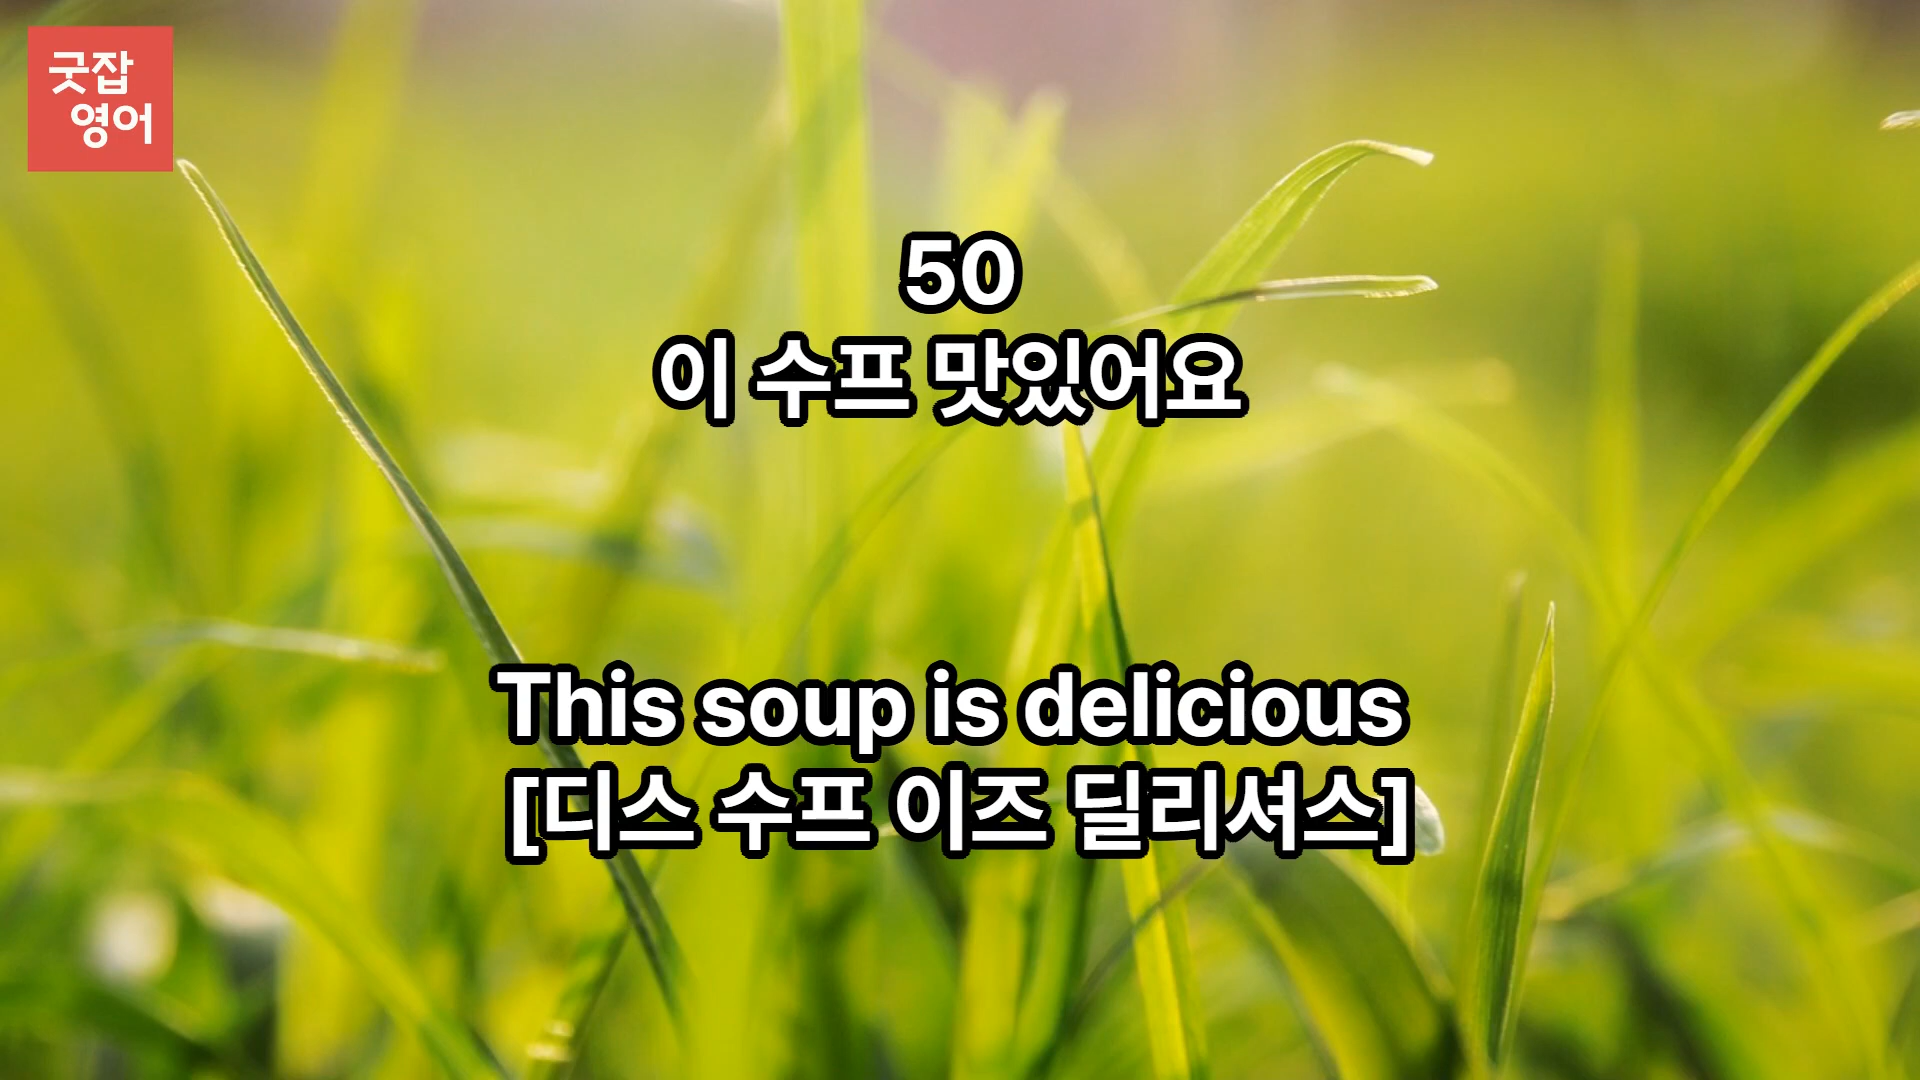 굿잡
영어
50
이 수프 맛있어요
This soup is delicious
[디스 수프 이즈 딜리셔스]